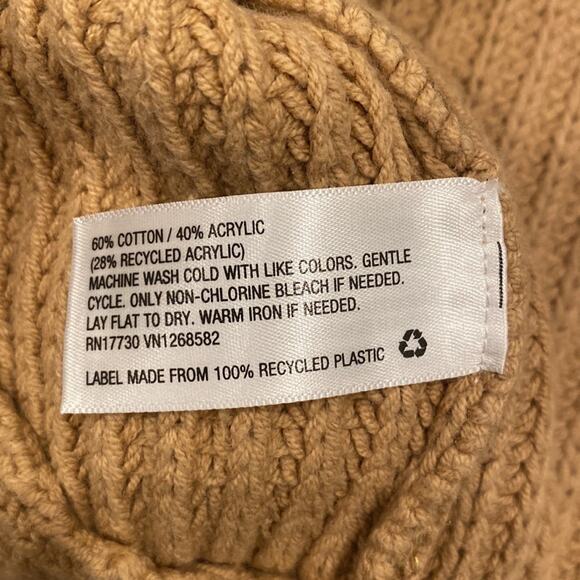 60% COTTON / 40% ACRYLIC
(28% RECYCLED ACRYLIC)
MACHINE WASH COLD WITH LIKE COLORS. GENTLE
CYCLE. ONLY NON-CHLORINE BLEACH IF NEEDED.
LAY FLAT TO DRY. WARM IRON IF NEEDED.
RN17730 VN1268582
LABEL MADE FROM 100% RECYCLED PLASTIC